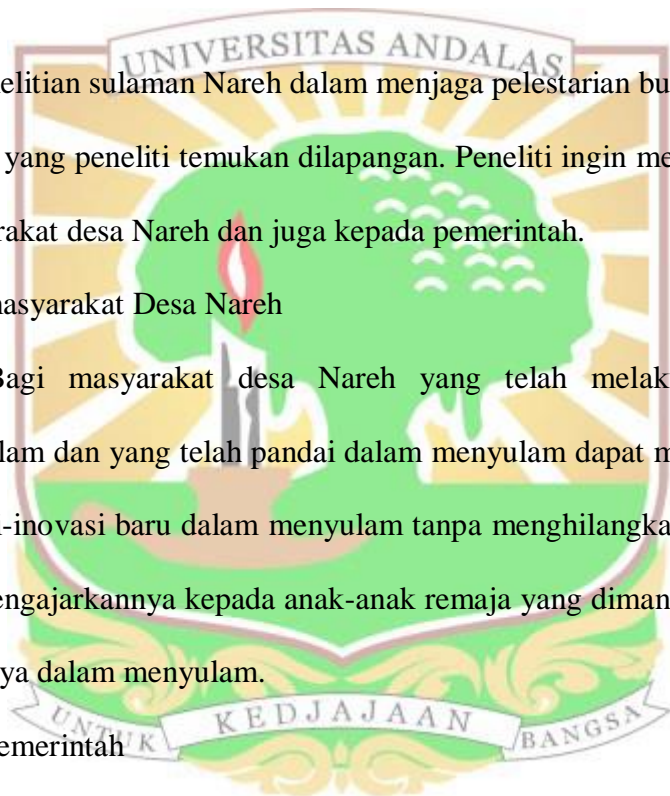 UNIVERSITAS ANDALAS
elitian sulaman Nareh dalam menjaga pelestarian bu
yang peneliti temukan dilapangan. Peneliti ingin me
rakat desa Nareh dan juga kepada pemerintah.
masyarakat Desa Nareh
Bagi masyarakat desa Nareh yang telah melak
lam dan yang telah pandai dalam menyulam dapat m
i-inovasi baru dalam menyulam tanpa menghilangka
engajarkannya kepada anak-anak remaja yang diman
ya dalam menyulam.
emerintah
UNTUK KEDJAJAAN BANGSA